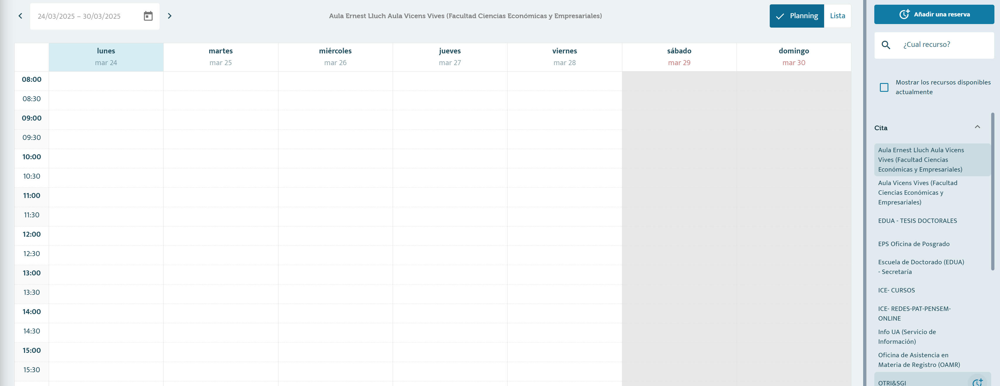 24/03/2025 – 30/03/2025
Aula Ernest Lluch Aula Vicens Vives (Facultad Ciencias Económicas y Empresariales)
Planning
Lista
lunes
mar 24
martes
mar 25
miércoles
mar 26
jueves
mar 27
viernes
mar 28
sábado
mar 29
domingo
mar 30
08:00
08:30
09:00
09:30
10:00
10:30
11:00
11:30
12:00
12:30
13:00
13:30
14:00
14:30
15:00
15:30
Añadir una reserva
¿Cual recurso?
Mostrar los recursos disponibles
actualmente
Cita
Aula Ernest Lluch Aula Vicens
Vives (Facultad Ciencias
Económicas y Empresariales)
Aula Vicens Vives (Facultad
Ciencias Económicas y
Empresariales)
EDUA - TESIS DOCTORALES
EPS Oficina de Posgrado
Escuela de Doctorado (EDUA)
- Secretaría
ICE- CURSOS
ICE- REDES-PAT-PENSEM-
ONLINE
Info UA (Servicio de
Información)
Oficina de Asistencia en
Materia de Registro (OAMR)
OTRI&SGI